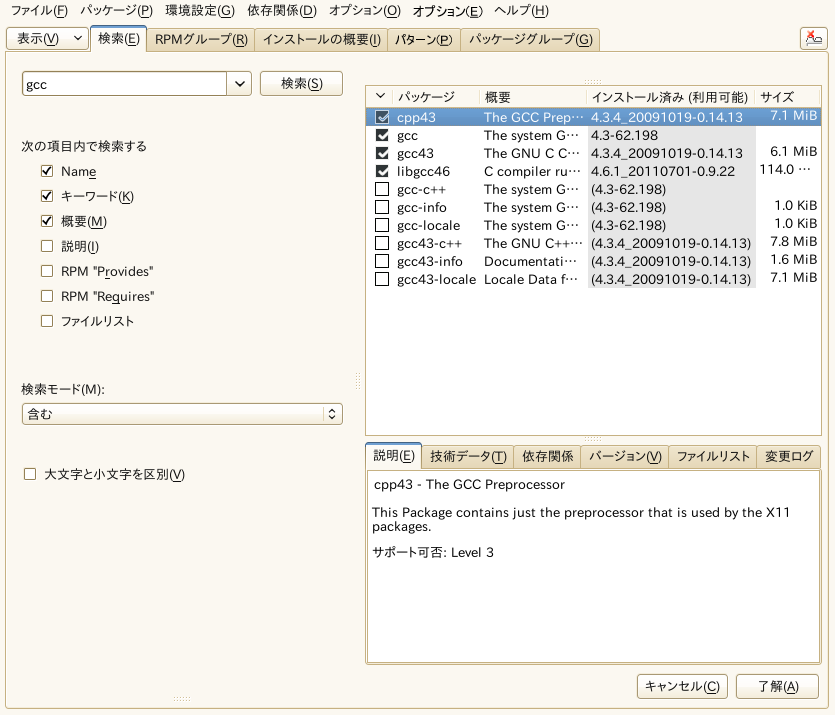 ファイル(F) パッケージ(P) 環境設定(G) 依存関係(D) オプション(O) オプション(E) ヘルプ(H)
表示(V) 検索(E) RPMグループ(R) インストールの概要(I) パターン(P) パッケージグループ(G)
gcc 検索(S)
次の項目内で検索する
Name
キーワード(K)
概要(M)
説明(I)
RPM "Provides"
RPM "Requires"
ファイルリスト
検索モード(M):
含む
大文字と小文字を区別(V)
パッケージ 概要 インストール済み (利用可能) サイズ
cpp43 The GCC Prep… 4.3.4_20091019-0.14.13 7.1 MiB
gcc The system G… 4.3-62.198
gcc43 The GNU C C… 4.3.4_20091019-0.14.13 6.1 MiB
libgcc46 C compiler ru… 4.6.1_20110701-0.9.22 114.0 …
gcc-c++ The system G… (4.3-62.198)
gcc-info The system G… (4.3-62.198) 1.0 KiB
gcc-locale The system G… (4.3-62.198) 1.0 KiB
gcc43-c++ The GNU C++… (4.3.4_20091019-0.14.13) 7.8 MiB
gcc43-info Documentati… (4.3.4_20091019-0.14.13) 1.6 MiB
gcc43-locale Locale Data f… (4.3.4_20091019-0.14.13) 7.1 MiB
説明(E) 技術データ(T) 依存関係 バージョン(V) ファイルリスト 変更ログ
cpp43 - The GCC Preprocessor
This Package contains just the preprocessor that is used by the X11
packages.
サポート可否: Level 3
キャンセル(C) 了解(A)